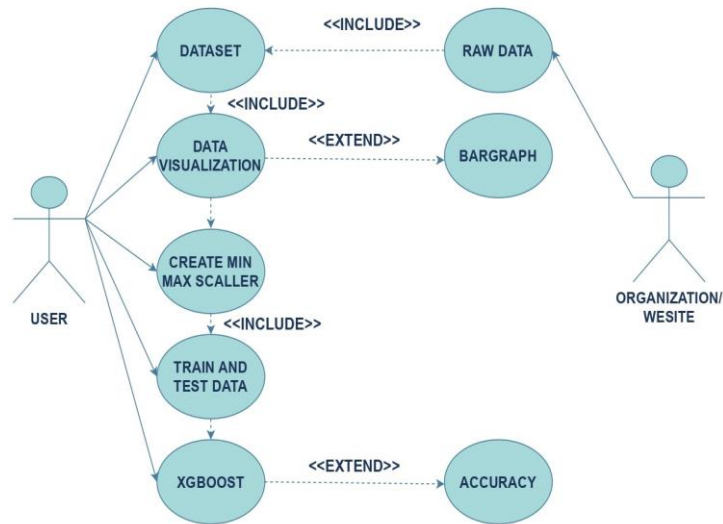 <<INCLUDE>>
DATASET
RAW DATA
<<INCLUDE>>
DATA
VISUALIZATION
<<EXTEND>>
BARGRAPH
CREATE MIN
MAX SCALLER
USER
ORGANIZATION/
WESITE
<<INCLUDE>>
TRAIN AND
TEST DATA
XGBOOST
<<EXTEND>>
ACCURACY